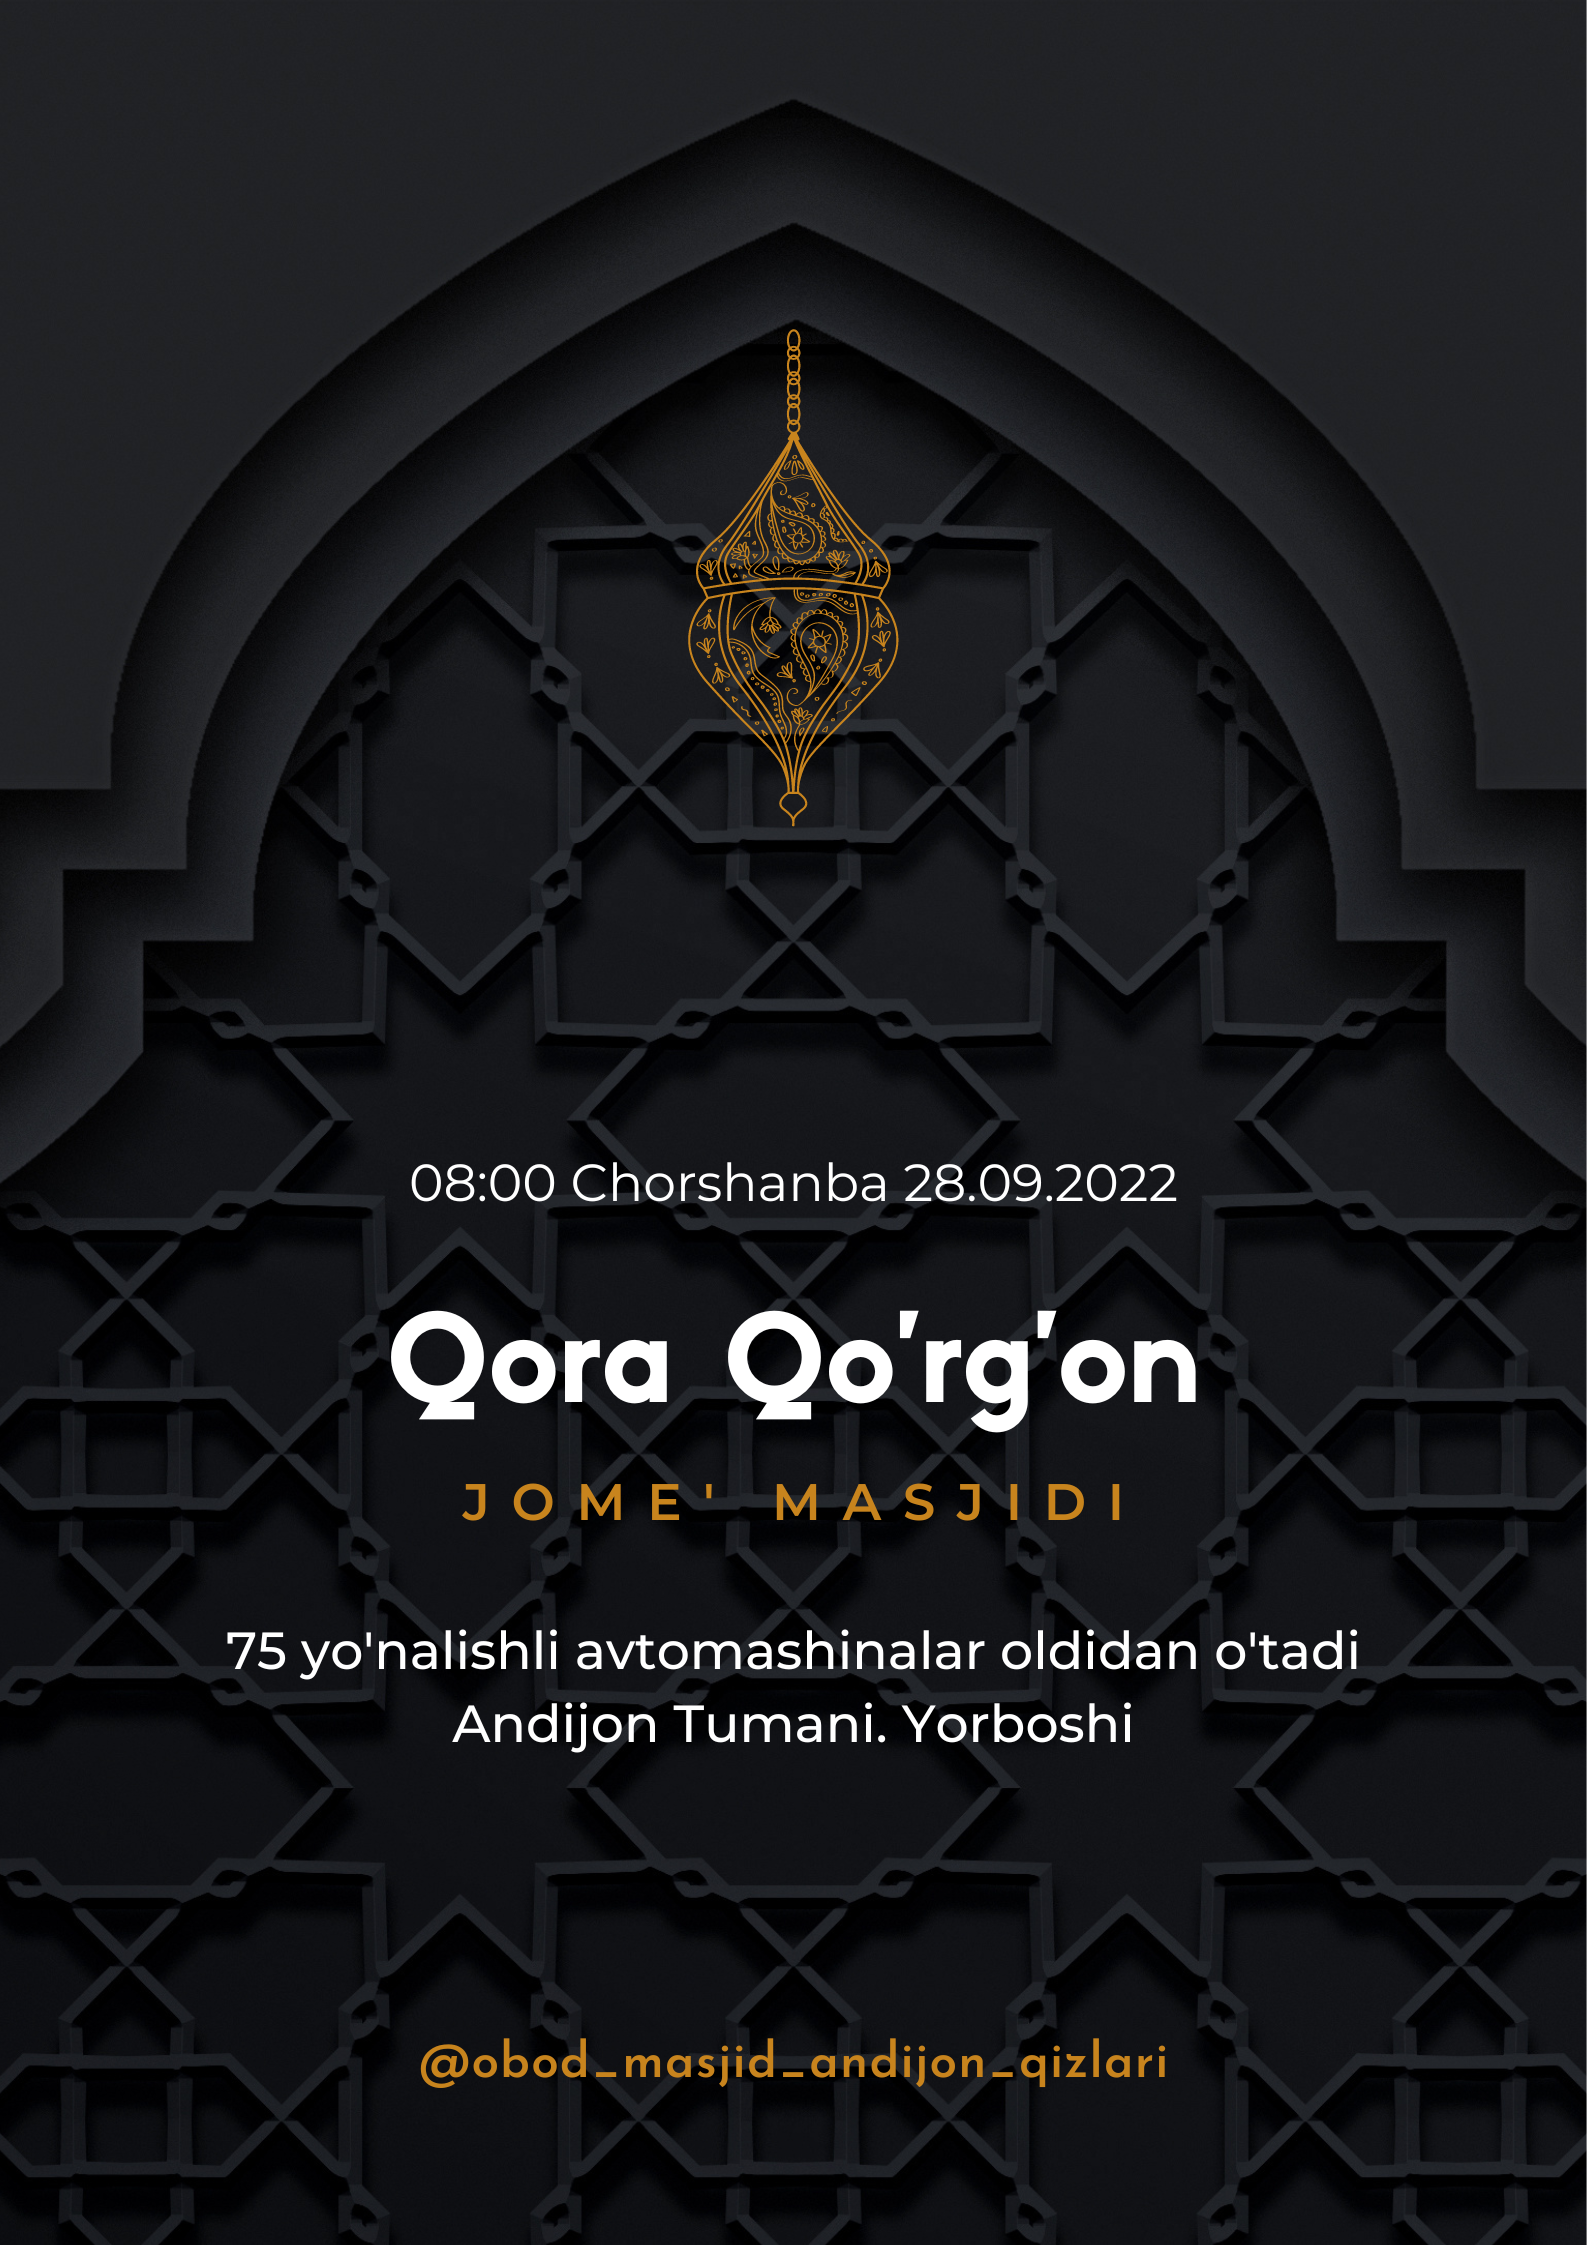 08:00 Chorshanba 28.09.2022
Qora Qo'rg'on
JOME' MASJIDI
75 yo'nalishli avtomashinalar oldidan o'tadi
Andijon Tumani. Yorboshi
@obod_masjid_andijon_qizlari